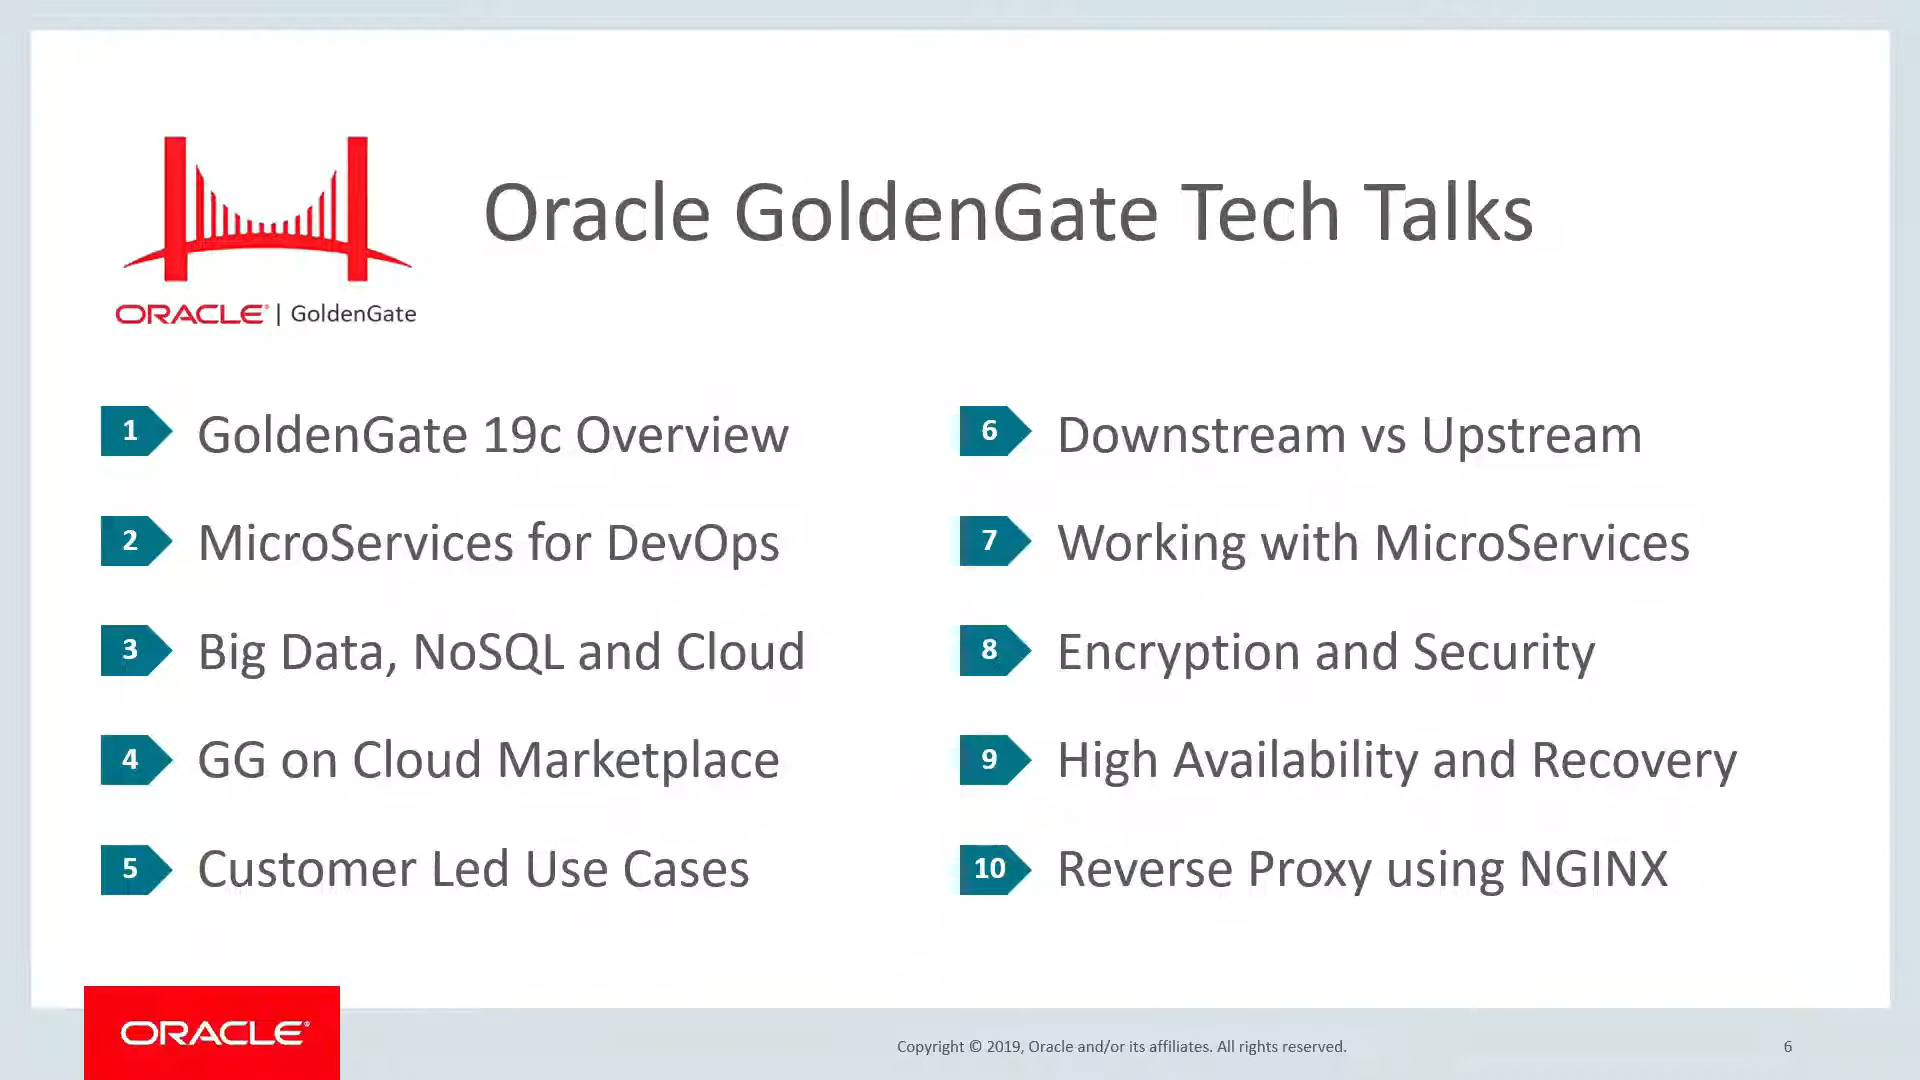 Oracle GoldenGate Tech Talks
ORACLE® | GoldenGate
1 GoldenGate 19c Overview
2 MicroServices for DevOps
3 Big Data, NoSQL and Cloud
4 GG on Cloud Marketplace
5 Customer Led Use Cases
6 Downstream vs Upstream
7 Working with MicroServices
8 Encryption and Security
9 High Availability and Recovery
10 Reverse Proxy using NGINX
ORACLE®
Copyright © 2019, Oracle and/or its affiliates. All rights reserved.
6